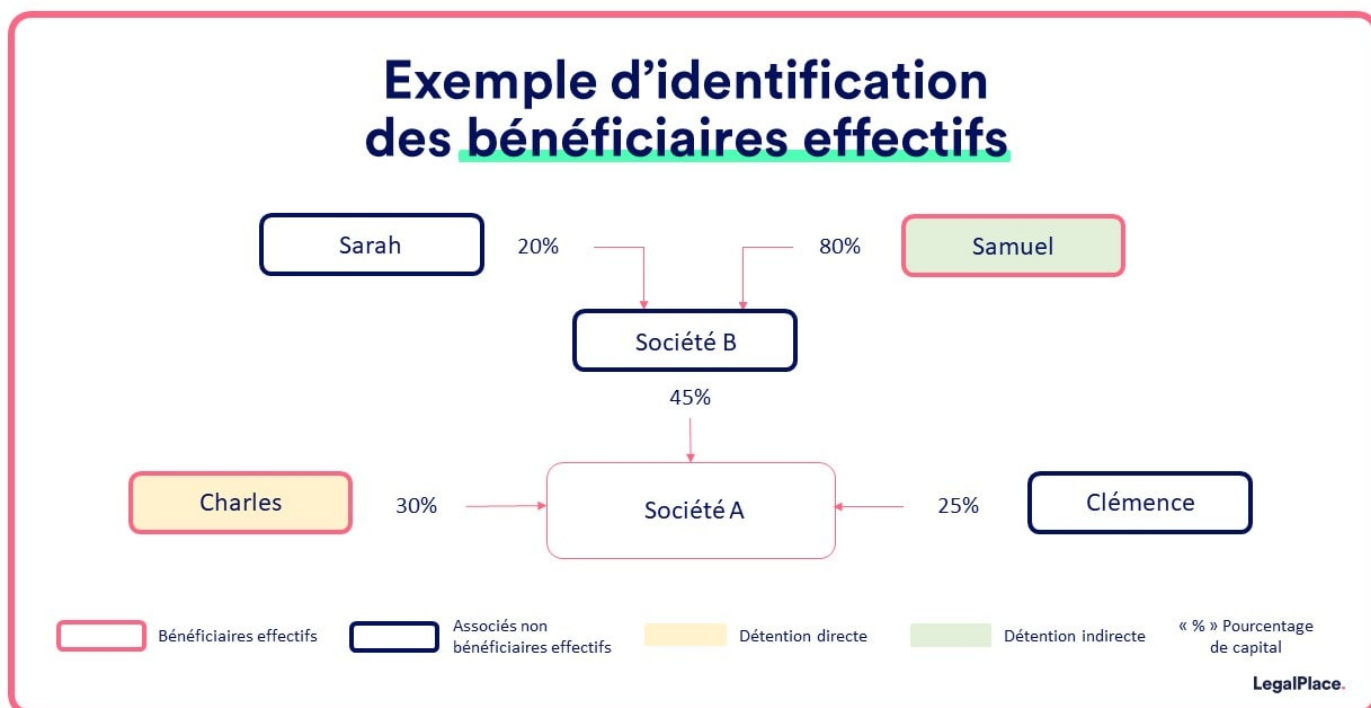 Exemple d’identification
des bénéficiaires effectifs
Sarah
20%
80%
Samuel
Société B
45%
Charles
30%
Société A
25%
Clémence
Bénéficiaires effectifs
Associés non
bénéficiaires effectifs
Détention directe
Détention indirecte
« % » Pourcentage
de capital
LegalPlace.